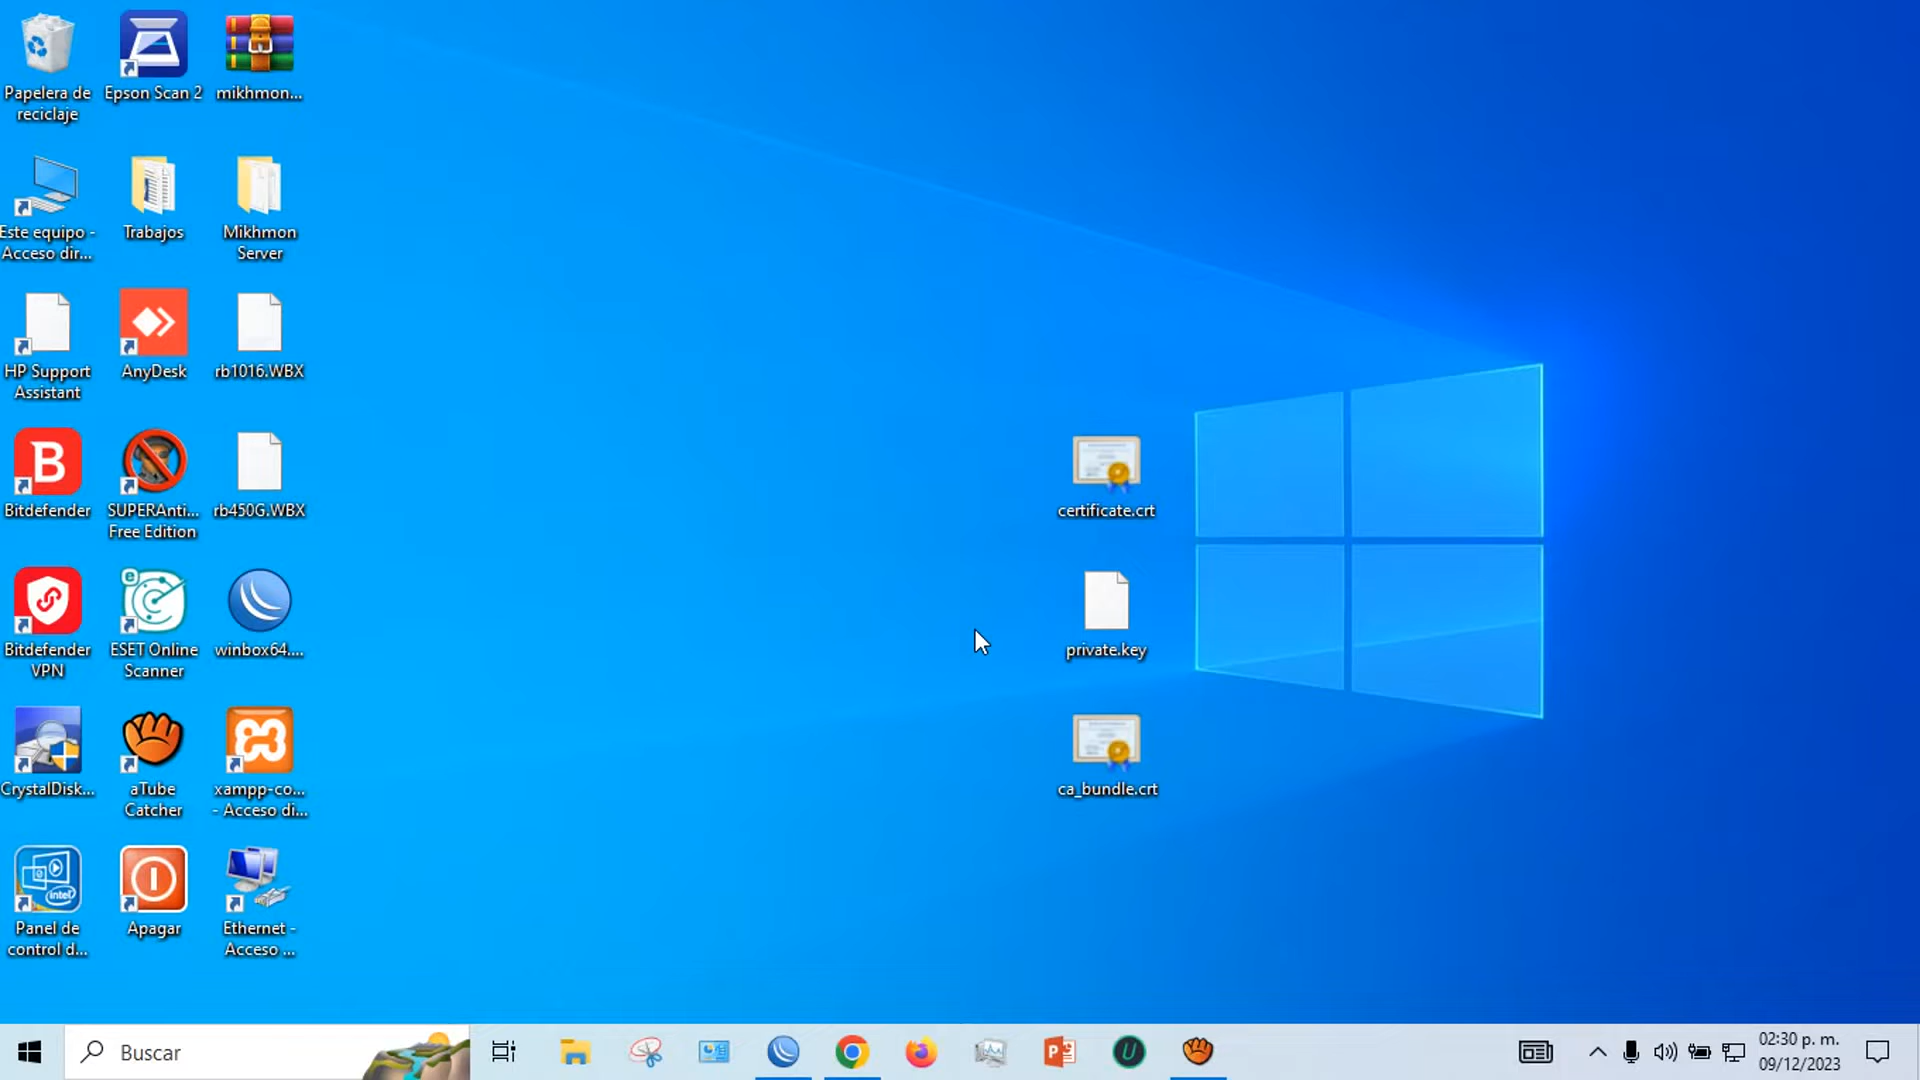 Papelera de
reciclaje
Epson Scan 2
mikhmon...
Este equipo -
Acceso dir...
Trabajos
Mikhmon
Server
HP Support
Assistant
AnyDesk
rb1016.WBX
Bitdefender
SUPERAnti...
Free Edition
rb450G.WBX
certificate.crt
Bitdefender
VPN
ESET Online
Scanner
winbox64....
private.key
CrystalDisk...
aTube
Catcher
xampp-co...
- Acceso di...
ca_bundle.crt
intel
Panel de
control d...
Apagar
Ethernet -
Acceso ...
Buscar
02:30 p. m.
09/12/2023